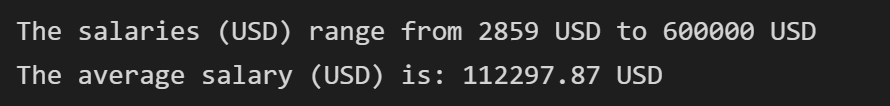 The salaries (USD) range from 2859 USD to 600000 USD
The average salary (USD) is: 112297.87 USD